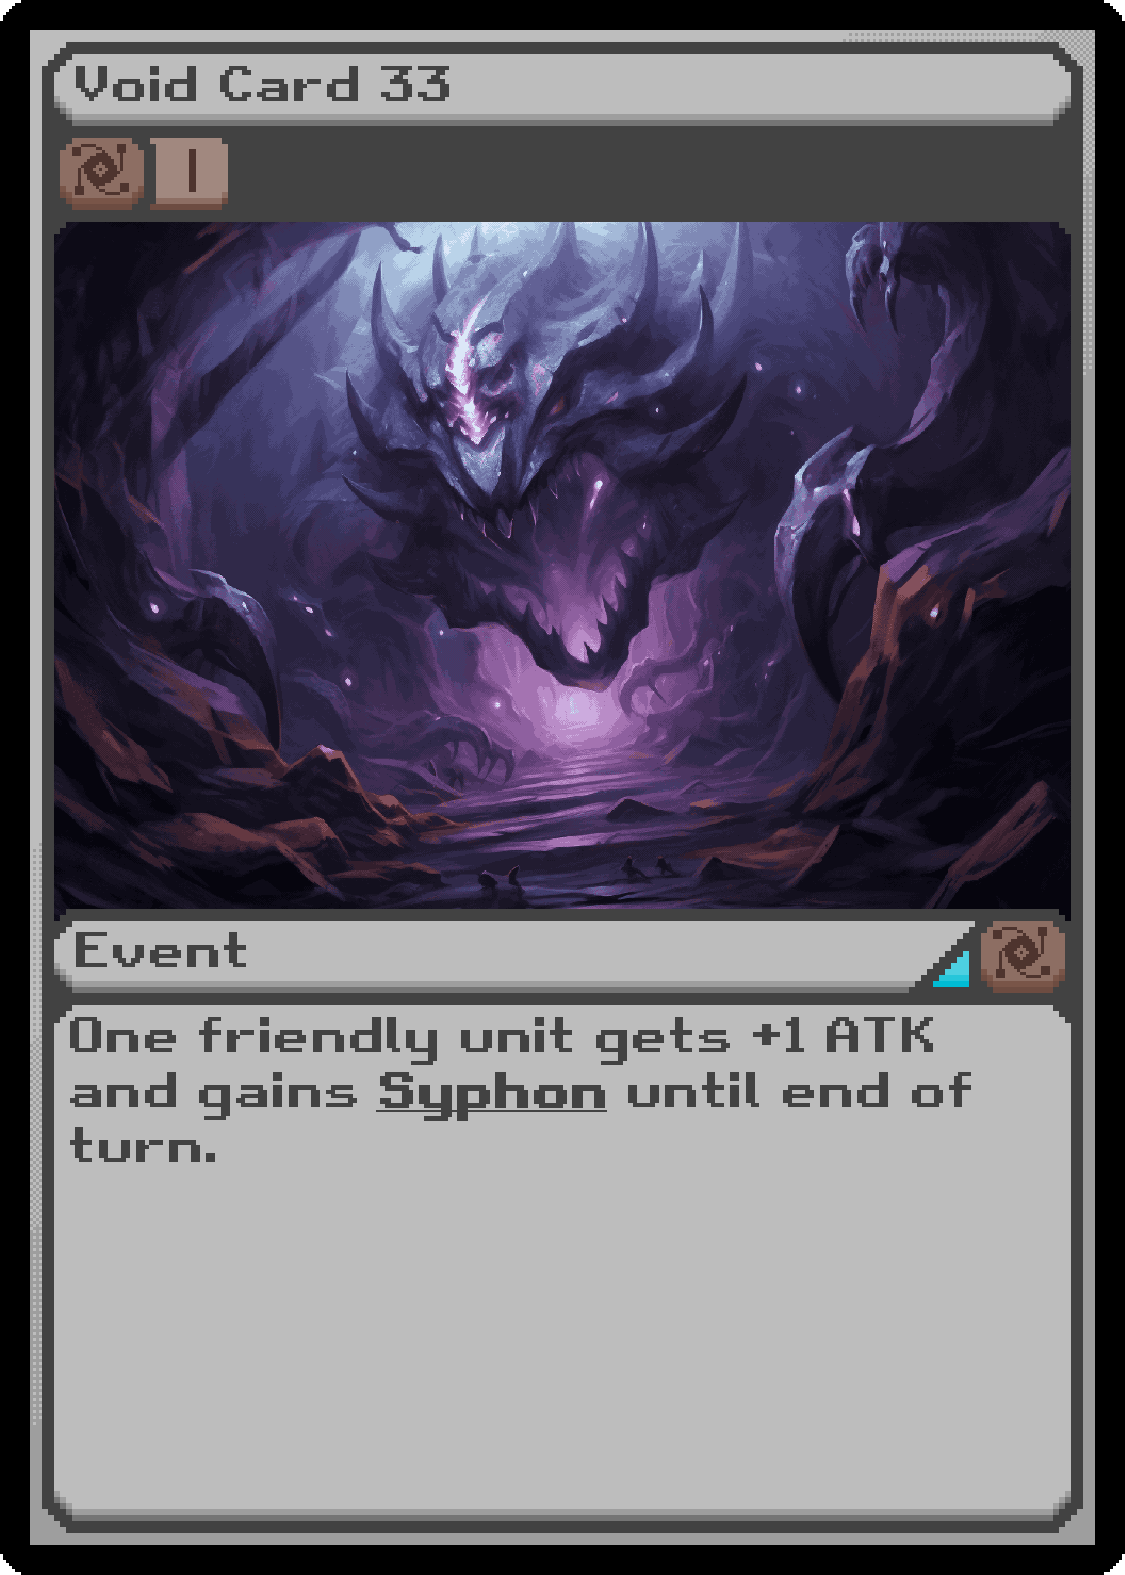 Void Card 33
1
Event
One friendly unit gets +1 ATK
and gains Syphon until end of
turn.